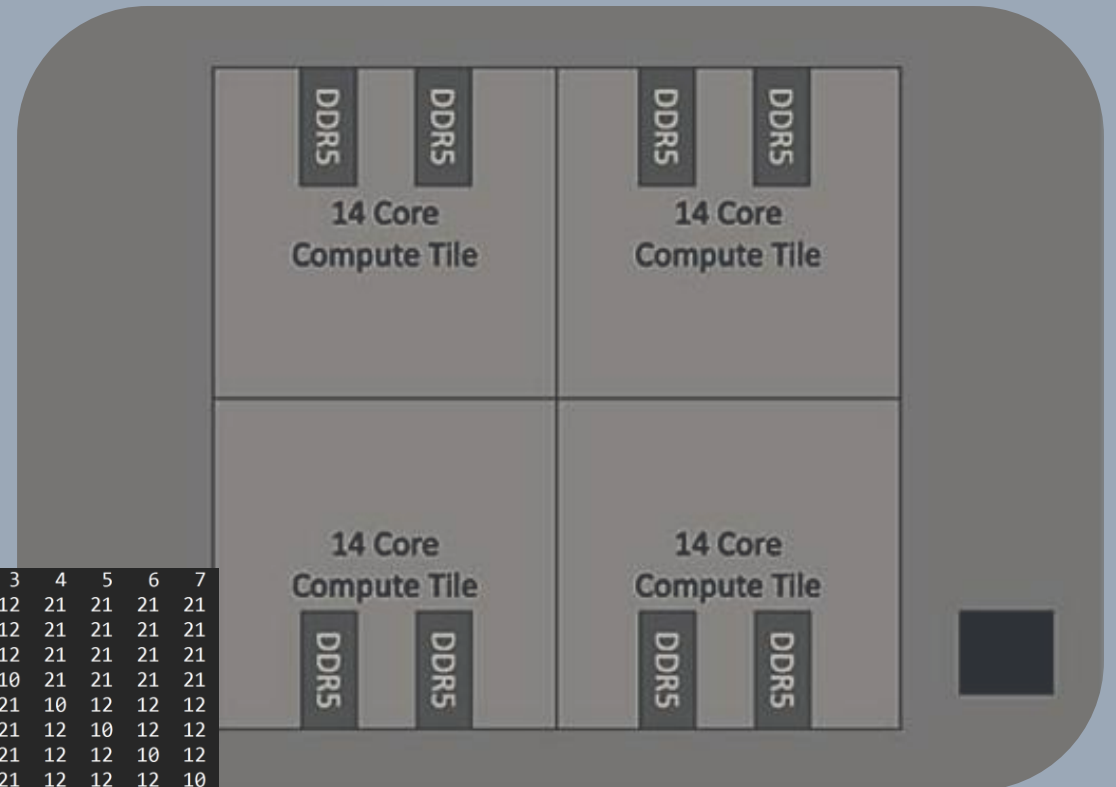 DDR5 DDR5 DDR5 DDR5
14 Core 14 Core
Compute Tile Compute Tile
14 Core 14 Core
Compute Tile Compute Tile
DDR5 DDR5 DDR5 DDR5
3 4 5 6 7
12 21 21 21 21
12 21 21 21 21
12 21 21 21 21
10 21 21 21 21
21 10 12 12 12
21 12 10 12 12
21 12 12 10 12
21 12 12 12 10